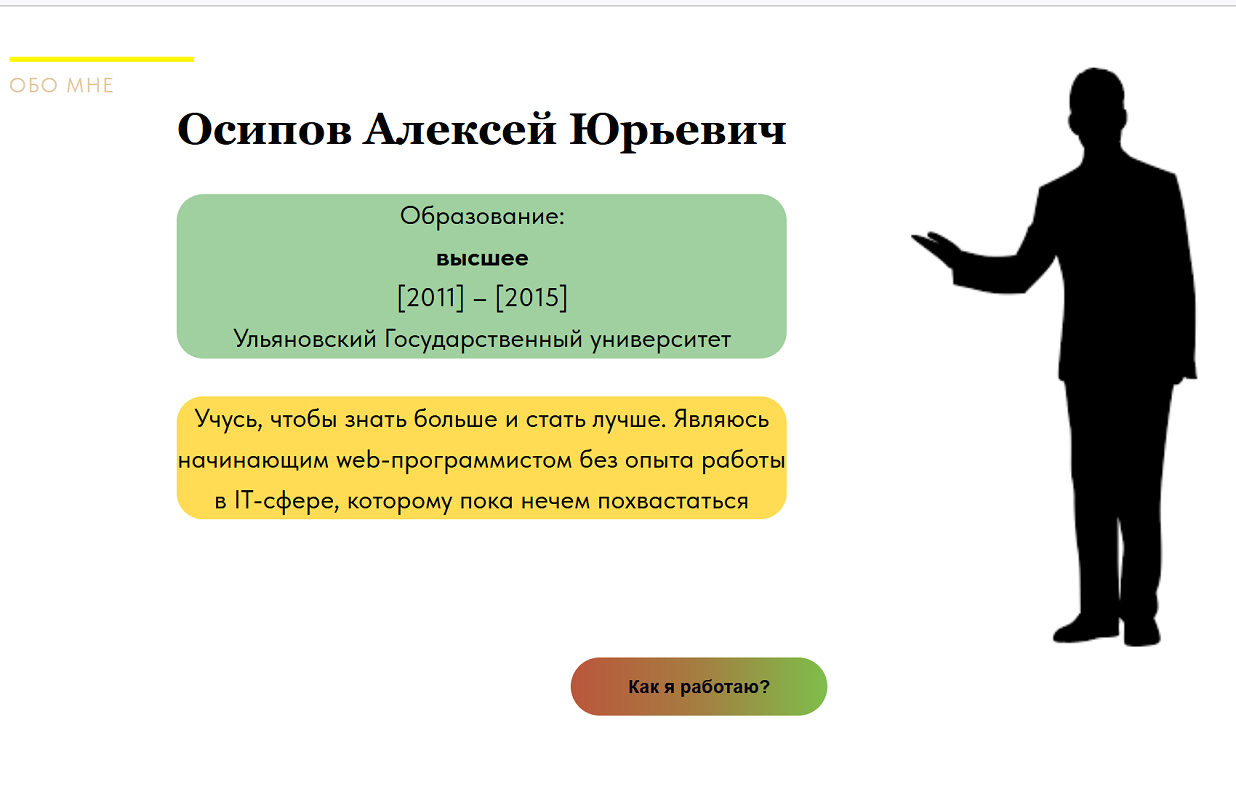 ОБО МНЕ
Осипов Алексей Юрьевич
Образование:
высшее
[2011] – [2015]
Ульяновский Государственный университет
Учусь, чтобы знать больше и стать лучше. Являюсь
начинающим web-программистом без опыта работы
в IT-сфере, которому пока нечем похвастаться
Как я работаю?